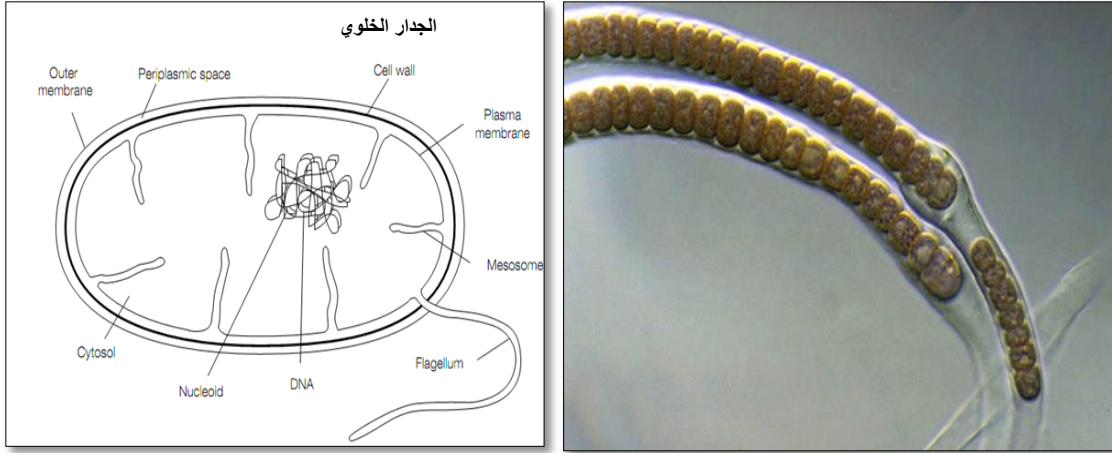 الجدار الخلوي
Outer
membrane
Periplasmic space
Cell wall
Plasma
membrane
Mesosome
Cytosol
Nucleoid
DNA
Flagellum